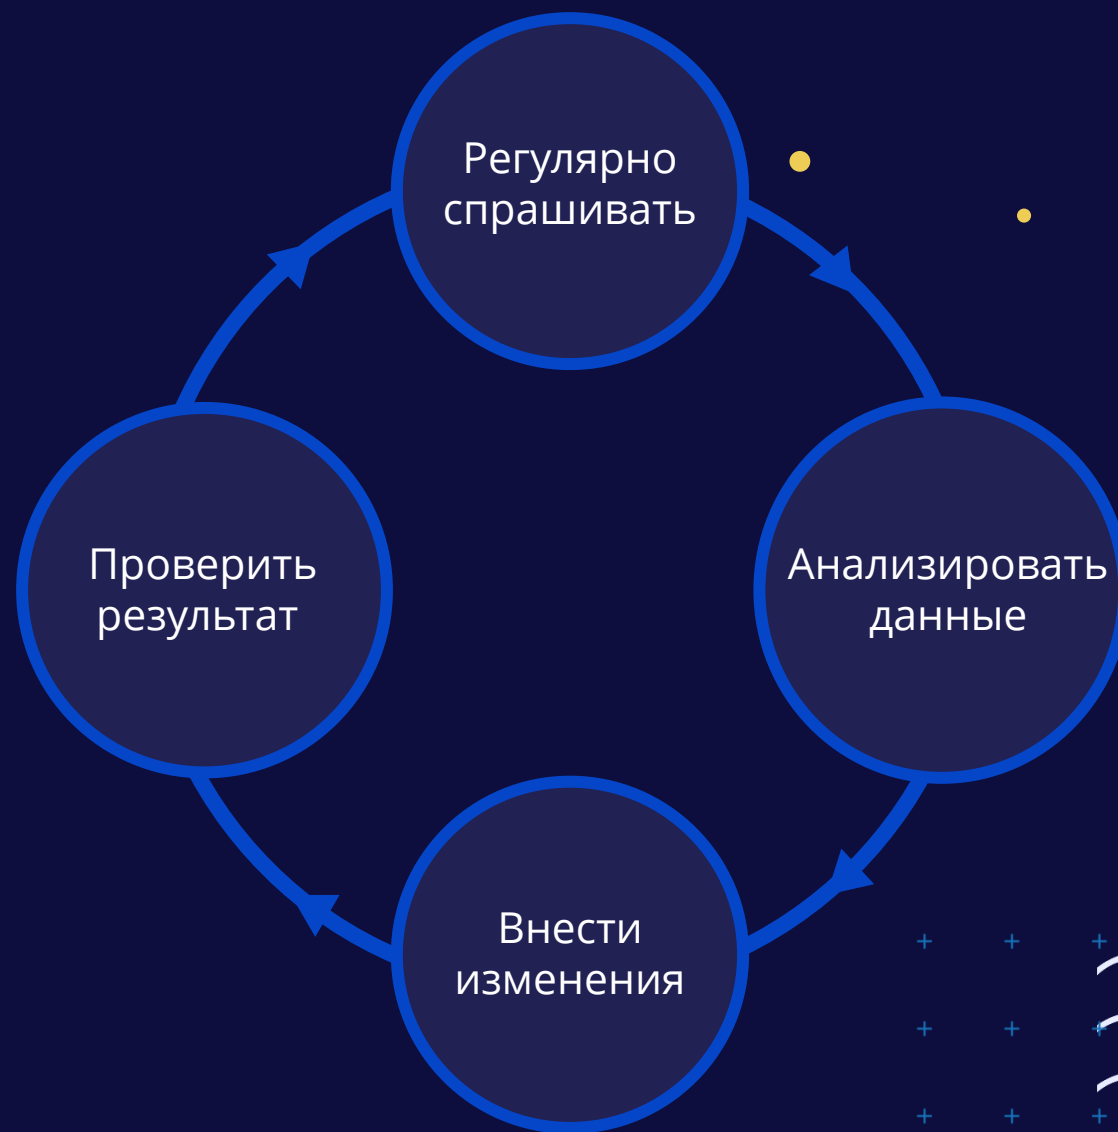 Регулярно
спрашивать
Анализировать
данные
Внести
изменения
Проверить
результат